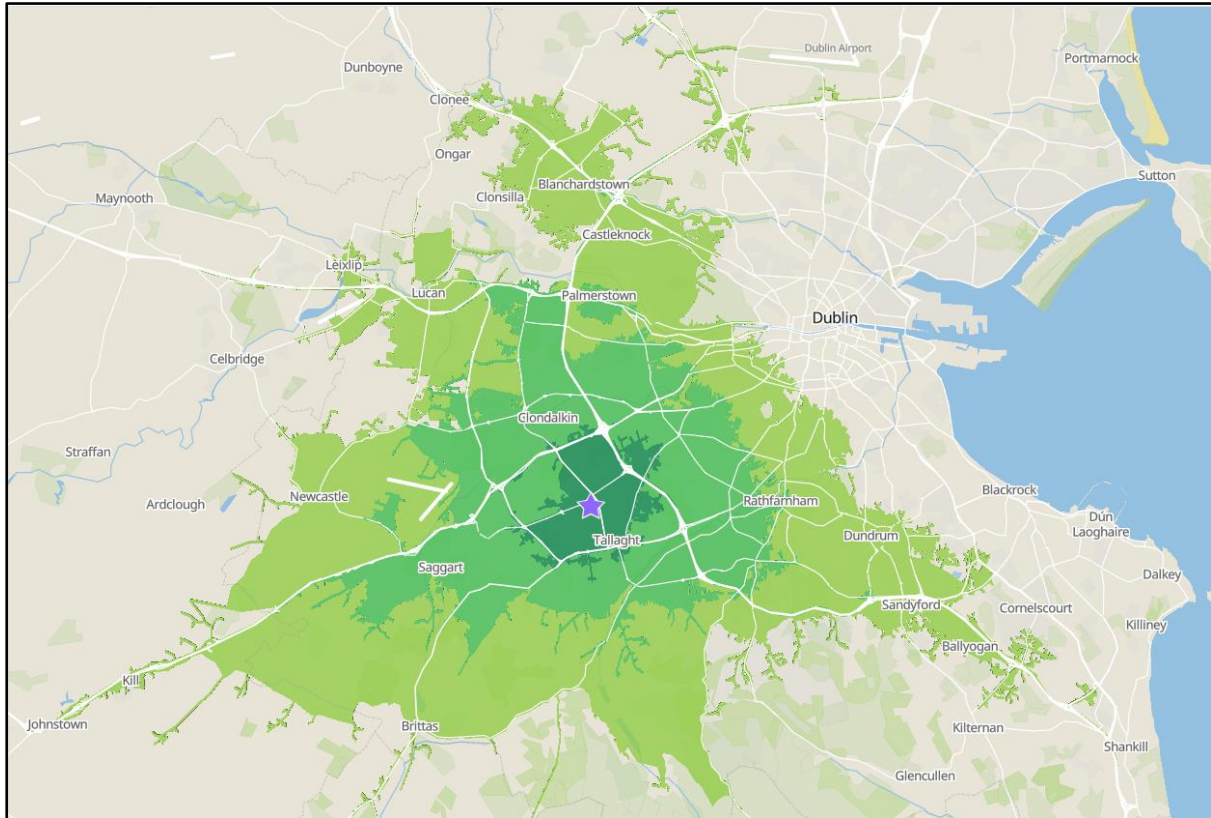 Dublin Airport
Portmarnock
Dunboyne
Clonee
Ongar
Sutton
Blanchardstown
Clonsilla
Maynooth
Castleknock
Leixlip
Lucan
Palmerstown
Dublin
Celbridge
Clondalkin
Straffan
Ardclough
Newcastle
Rathfarnham
Blackrock
Dún
Laoghaire
Dundrum
Tallaght
Saggart
Dalkey
Sandyford
Cornelscourt
Killiney
Ballyogan
Kill
Johnstown
Brittas
Kilternan
Shankill
Glencullen